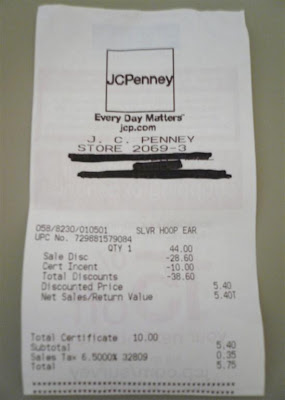 JCPenney
Every Day Matters
jcp.com
J. C. PENNEY
STORE 2069-3
058/8230/010501 SLVR HOOP EAR
UPC No. 729881579084
QTY 1 44.00
Sale Disc -28.60
Cert Incent -10.00
Total Discounts -38.60
Discounted Price 5.40
Net Sales/Return Value 5.40T
Total Certificate 10.00
Subtotal 5.40
Sales Tax 6.5000% 32809 0.35
Total 5.75